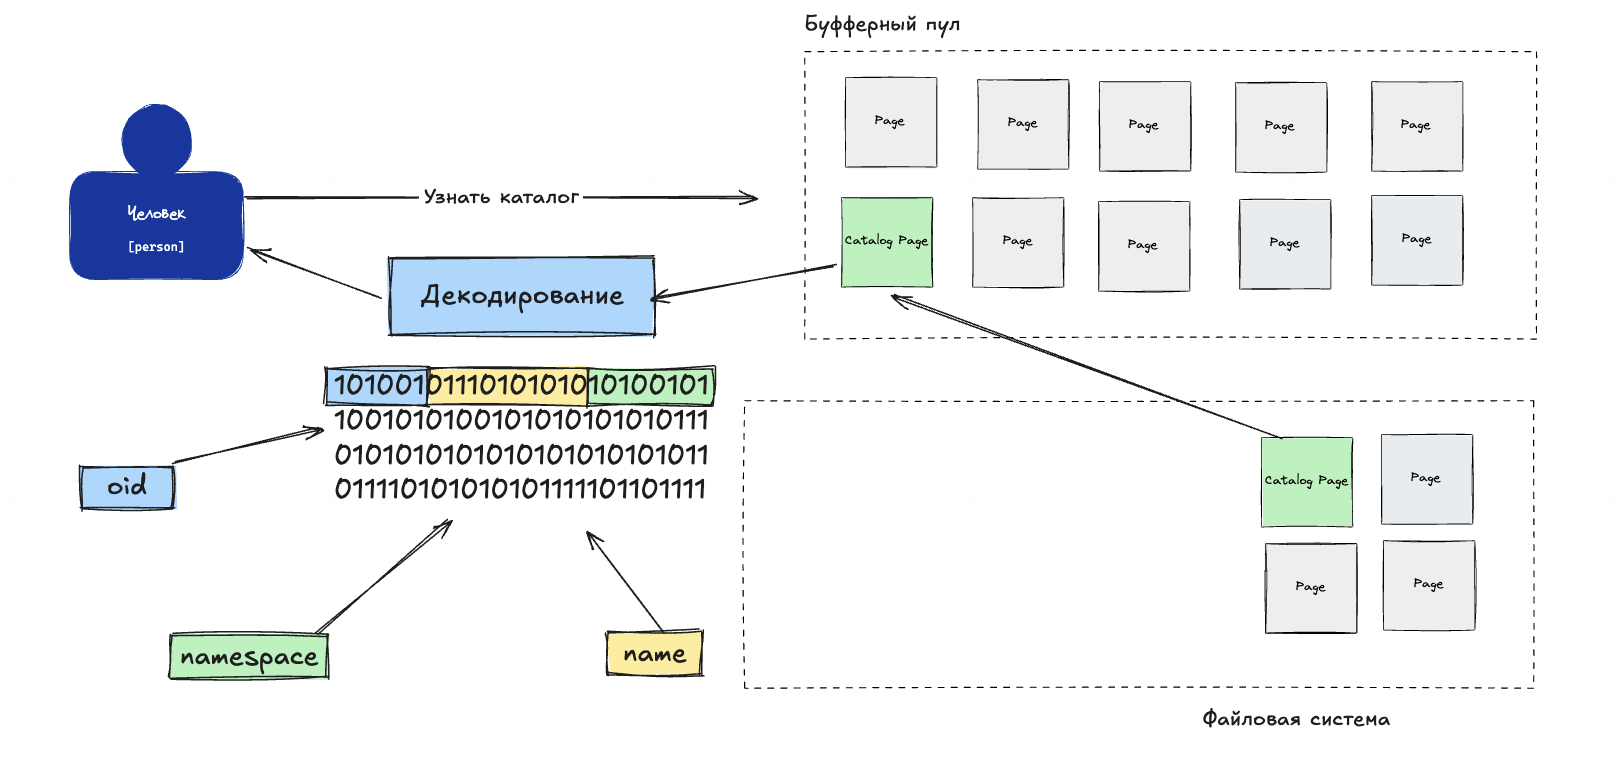 Буфферный пул
Page
Page
Page
Page
Page
Человек
[person]
Узнать каталог
Catalog Page
Page
Page
Page
Page
Декодирование
101001011101010101010100101
1001010100101010101010111
0101010101010101010101011
0111101010101011111011011111
oid
Catalog Page
Page
Page
Page
namespace
name
Файловая система